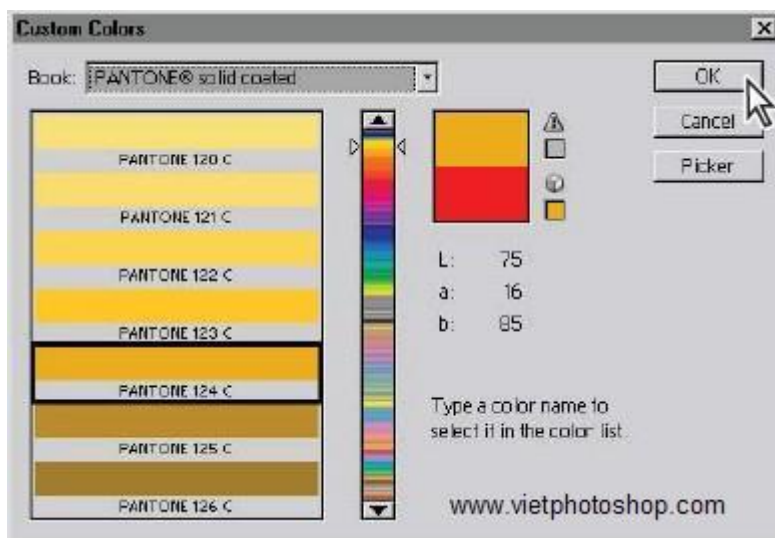 Custom Colors
Book: PANTONE® solid coated
OK
Cancel
Picker
PANTONE 120 C
PANTONE 121 C
PANTONE 122 C
PANTONE 123 C
PANTONE 124 C
PANTONE 125 C
PANTONE 126 C
L: 75
a: 16
b: 85
Type a color name to
select it in the color list
www.vietphotoshop.com